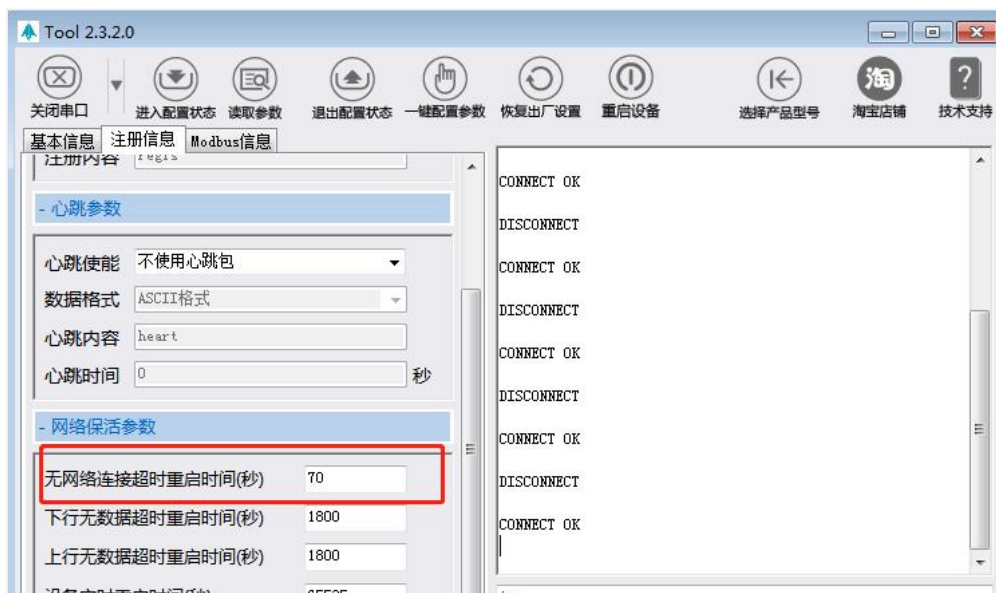 Tool 2.3.2.0
关闭串口 进入配置状态 读取参数 退出配置状态 一键配置参数 恢复出厂设置 重启设备 选择产品型号 淘宝店铺 技术支持
淘
?
基本信息 注册信息 Modbus信息
注册内容 regis
- 心跳参数
心跳使能 不使用心跳包
数据格式 ASCII格式
心跳内容 heart
心跳时间 0 秒
- 网络保活参数
无网络连接超时重启时间(秒) 70
下行无数据超时重启时间(秒) 1800
上行无数据超时重启时间(秒) 1800
CONNECT OK
DISCONNECT
CONNECT OK
DISCONNECT
CONNECT OK
DISCONNECT
CONNECT OK
DISCONNECT
CONNECT OK